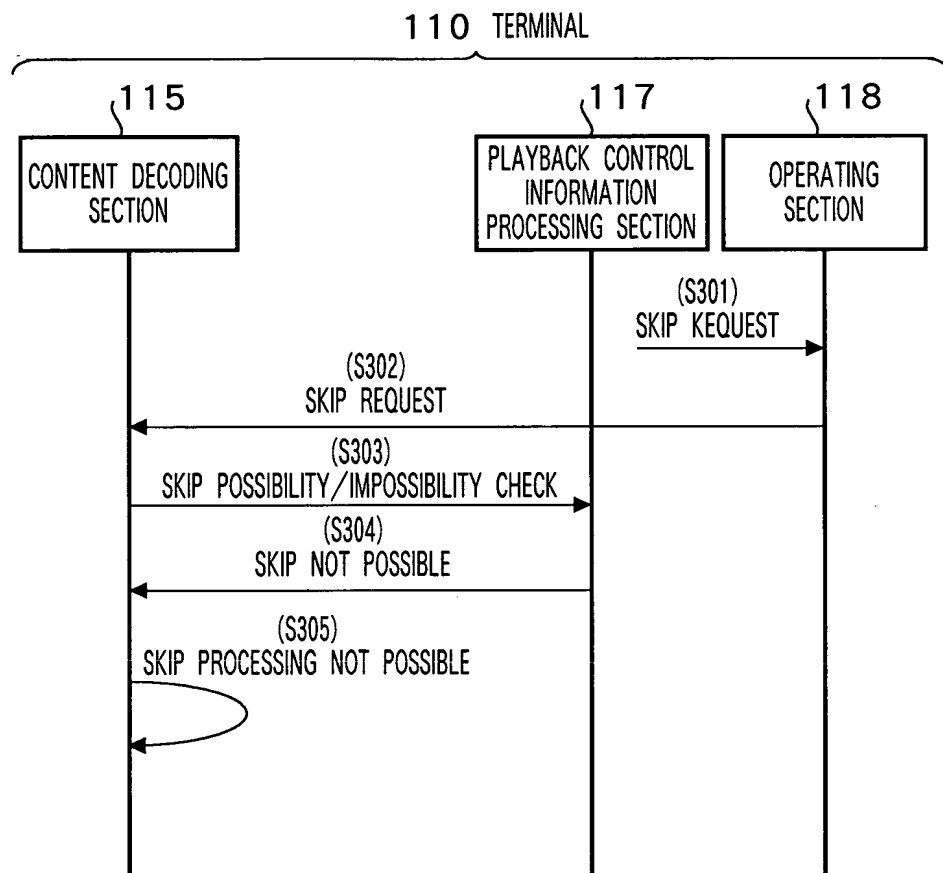 110 TERMINAL
115
117
118
CONTENT DECODING
SECTION
PLAYBACK CONTROL
INFORMATION
PROCESSING SECTION
OPERATING
SECTION
(S301)
SKIP KEQUEST
(S302)
SKIP REQUEST
(S303)
SKIP POSSIBILITY/IMPOSSIBILITY CHECK
(S304)
SKIP NOT POSSIBLE
(S305)
SKIP PROCESSING NOT POSSIBLE